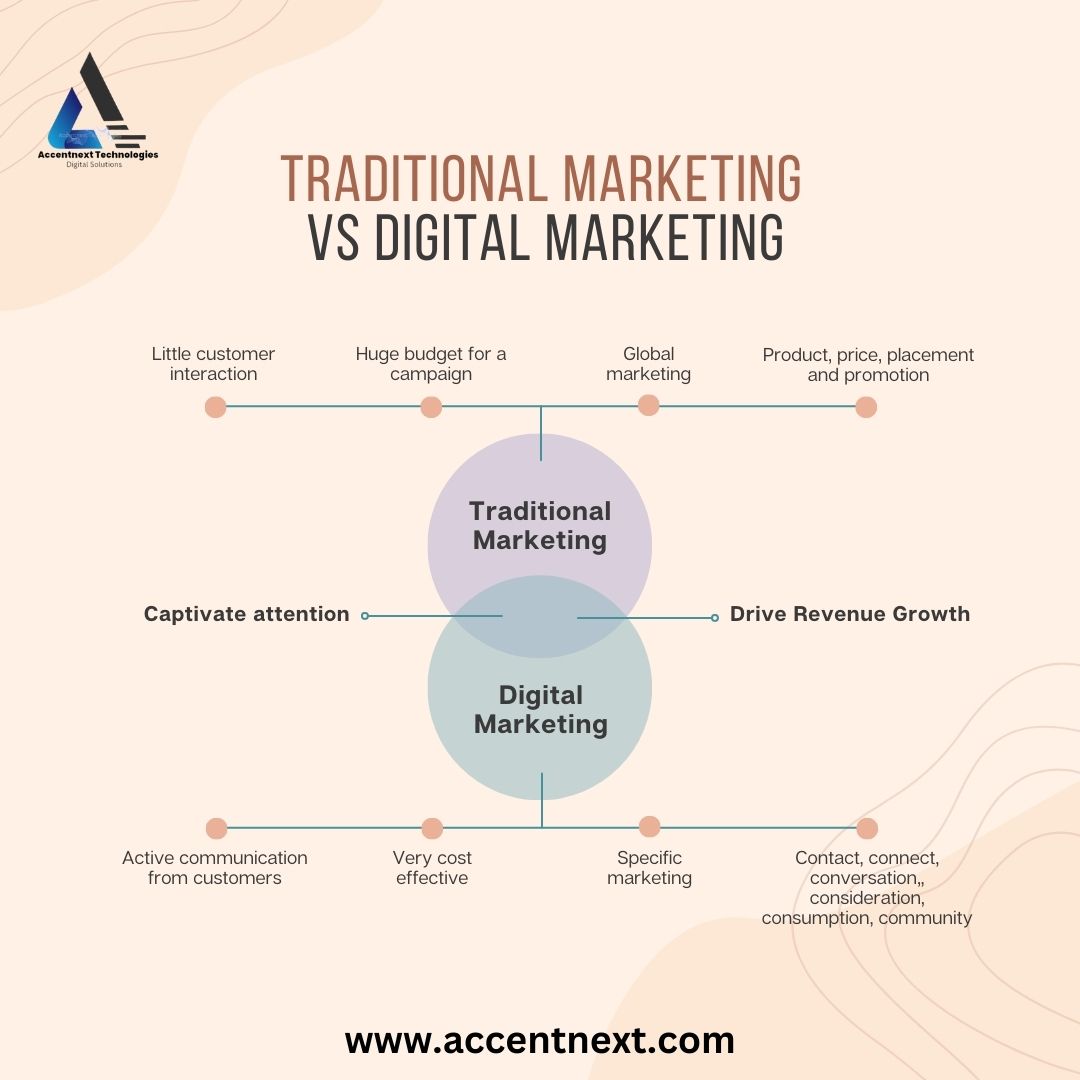 Accentnext Technologies
Digital Solutions
TRADITIONAL MARKETING
VS DIGITAL MARKETING
Little customer
interaction
Huge budget for a
campaign
Global
marketing
Product, price, placement
and promotion
Traditional
Marketing
Captivate attention
Drive Revenue Growth
Digital
Marketing
Active communication
from customers
Very cost
effective
Specific
marketing
Contact, connect,
conversation,,
consideration,
consumption, community
www.accentnext.com